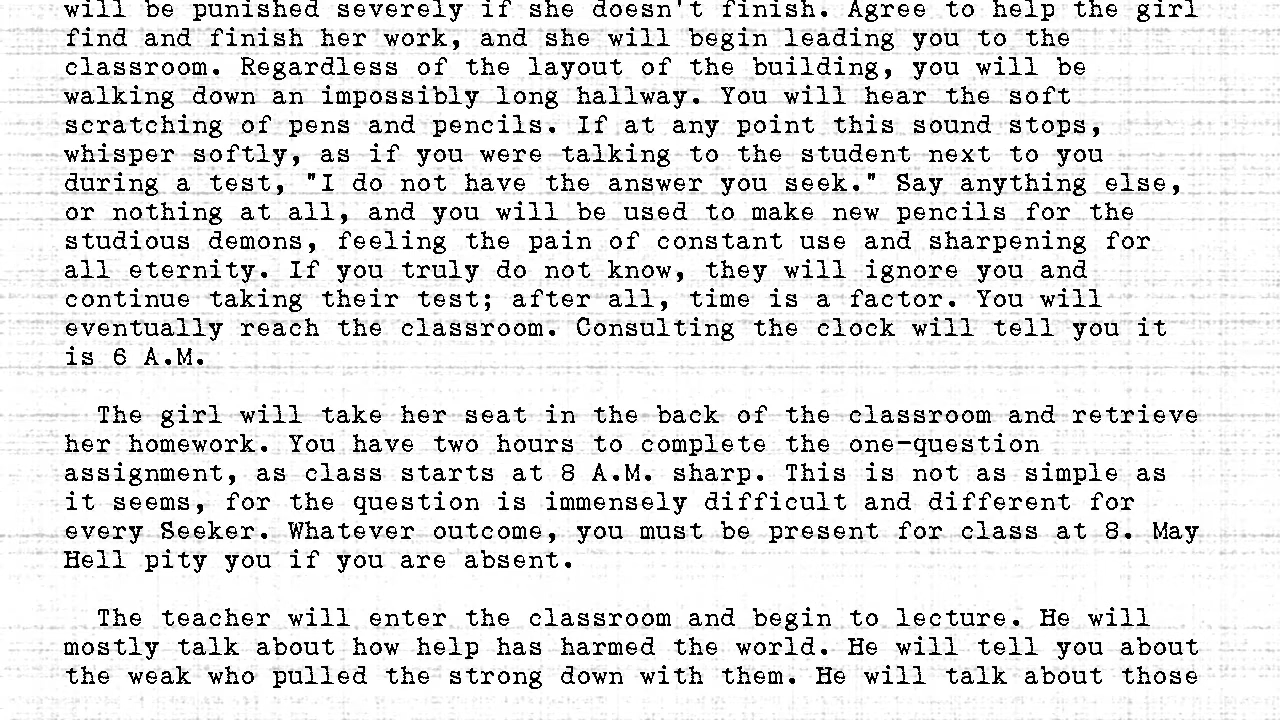 will be punished severely if she doesn't finish. Agree to help the girl
find and finish her work, and she will begin leading you to the
classroom. Regardless of the layout of the building, you will be
walking down an impossibly long hallway. You will hear the soft
scratching of pens and pencils. If at any point this sound stops,
whisper softly, as if you were talking to the student next to you
during a test, "I do not have the answer you seek." Say anything else,
or nothing at all, and you will be used to make new pencils for the
studious demons, feeling the pain of constant use and sharpening for
all eternity. If you truly do not know, they will ignore you and
continue taking their test; after all, time is a factor. You will
eventually reach the classroom. Consulting the clock will tell you it
is 6 A.M.
The girl will take her seat in the back of the classroom and retrieve
her homework. You have two hours to complete the one-question
assignment, as class starts at 8 A.M. sharp. This is not as simple as
it seems, for the question is immensely difficult and different for
every Seeker. Whatever outcome, you must be present for class at 8. May
Hell pity you if you are absent.
The teacher will enter the classroom and begin to lecture. He will
mostly talk about how help has harmed the world. He will tell you about
the weak who pulled the strong down with them. He will talk about those